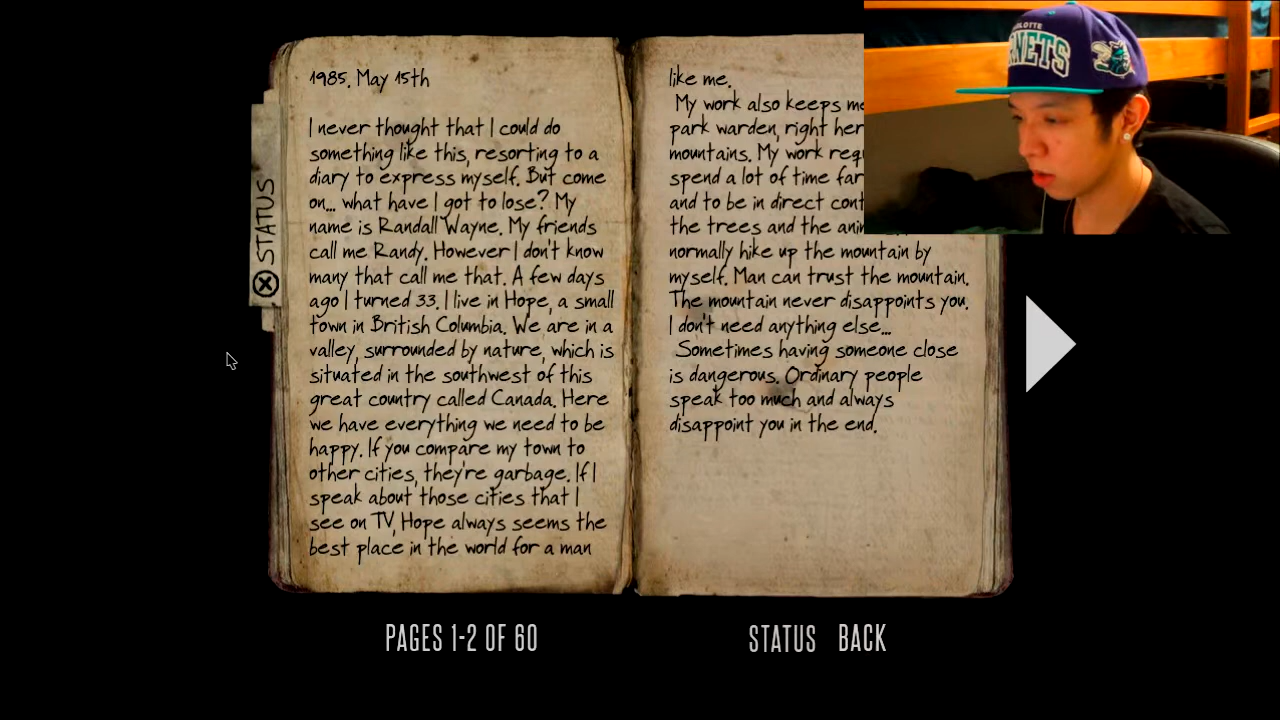 1985. May 15th
I never thought that I could do
something like this, resorting to a
diary to express myself. But come
on... what have I got to lose? My
name is Randall Wayne. My friends
call me Randy. However I don't know
many that call me that. A few days
ago I turned 33. I live in Hope, a small
town in British Columbia. We are in a
valley, surrounded by nature, which is
situated in the southwest of this
great country called Canada. Here
we have everything we need to be
happy. If you compare my town to
other cities, they're garbage. If I
speak about those cities that I
see on TV, Hope always seems the
best place in the world for a man
like me.
My work also keeps me
park warden, right
mountains. My work
spend a lot of time
and to be in direct
the trees and the
normally hike up the mountain by
myself. Man can trust the mountain.
The mountain never disappoints you.
I don't need anything else...
Sometimes having someone close
is dangerous. Ordinary people
speak too much and always
disappoint you in the end.
STATUS
PAGES 1-2 OF 60
STATUS BACK